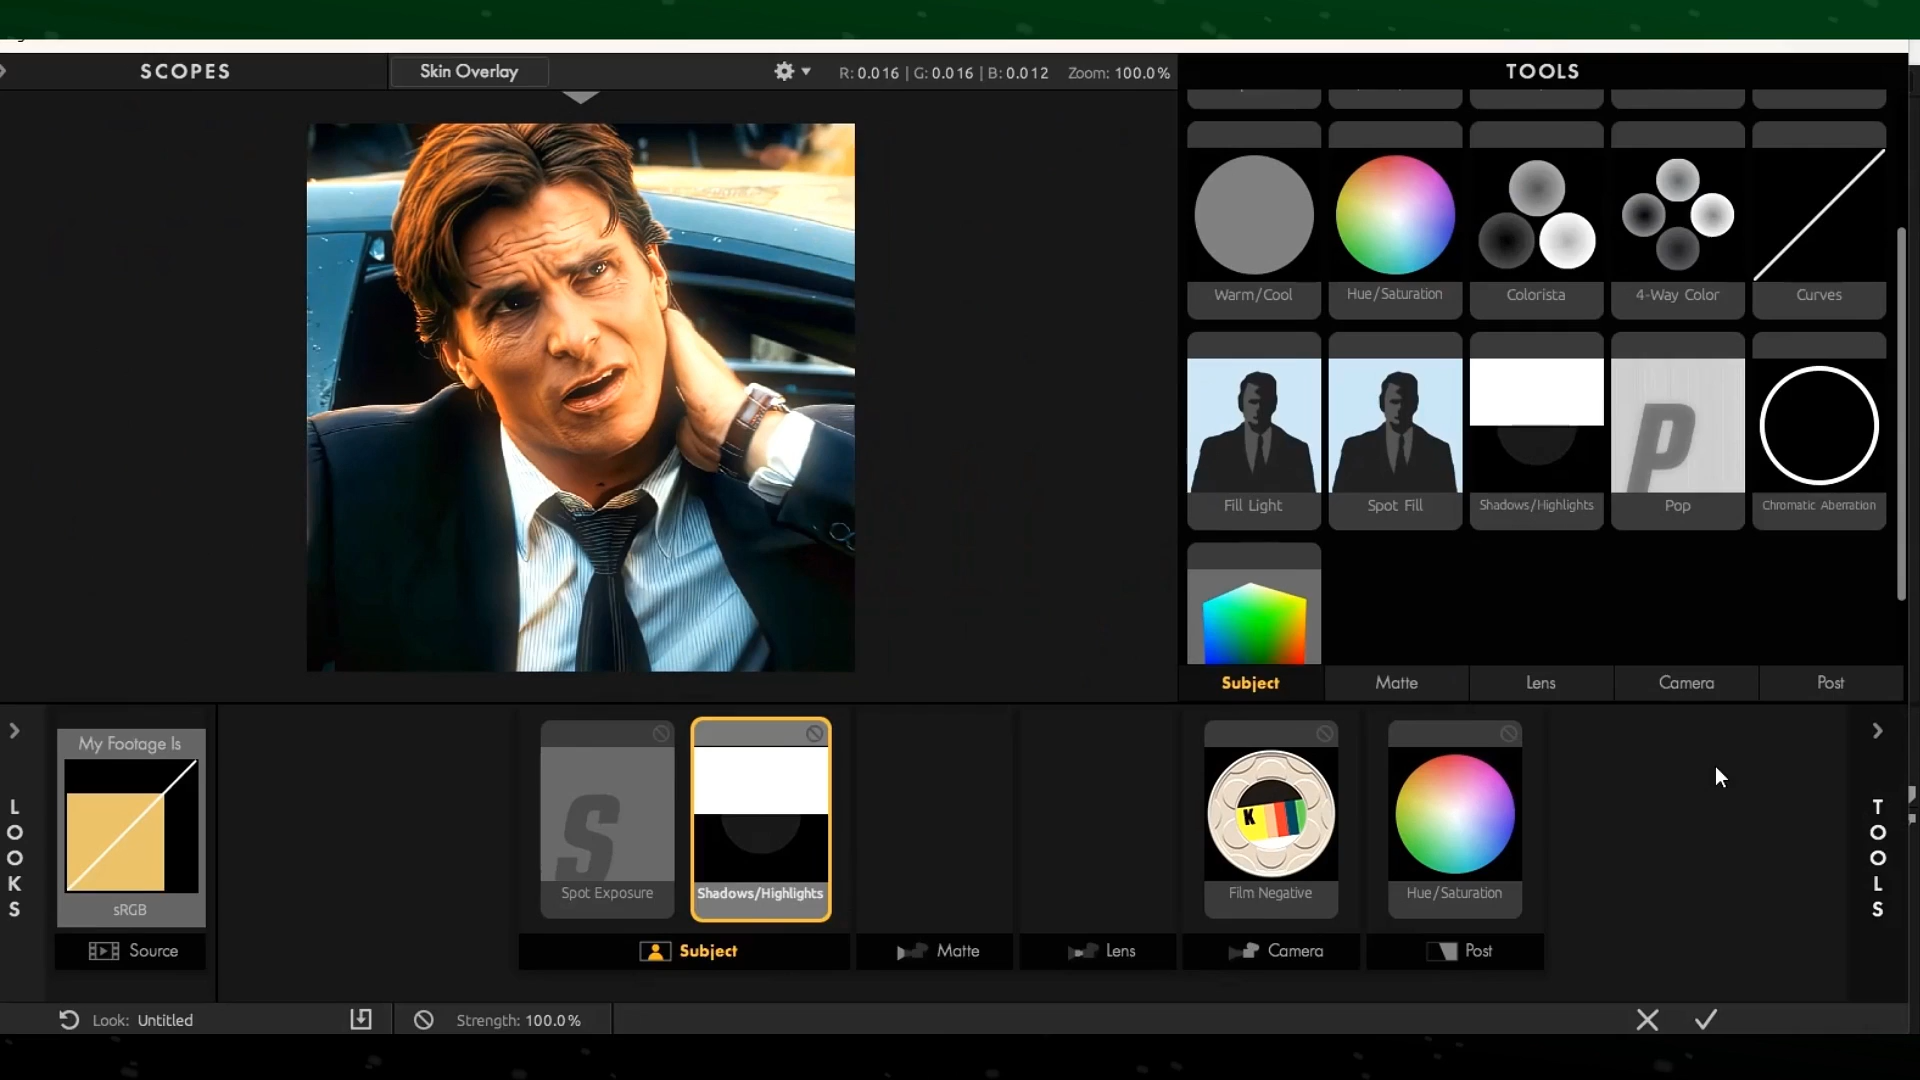 SCOPES
Skin Overlay
R: 0.016 | G: 0.016 | B: 0.012
Zoom: 100.0%
TOOLS
Warm/Cool
Hue/Saturation
Colorista
4-Way Color
Curves
P
Fill Light
Spot Fill
Shadows/Highlights
Pop
Chromatic Aberration
Subject
Matte
Lens
Camera
Post
LOOKS
My Footage Is
sRGB
Source
S
Spot Exposure
Shadows/Highlights
K
Film Negative
Hue/Saturation
Subject
Matte
Lens
Camera
Post
TOOLS
Look: Untitled
Strength: 100.0%